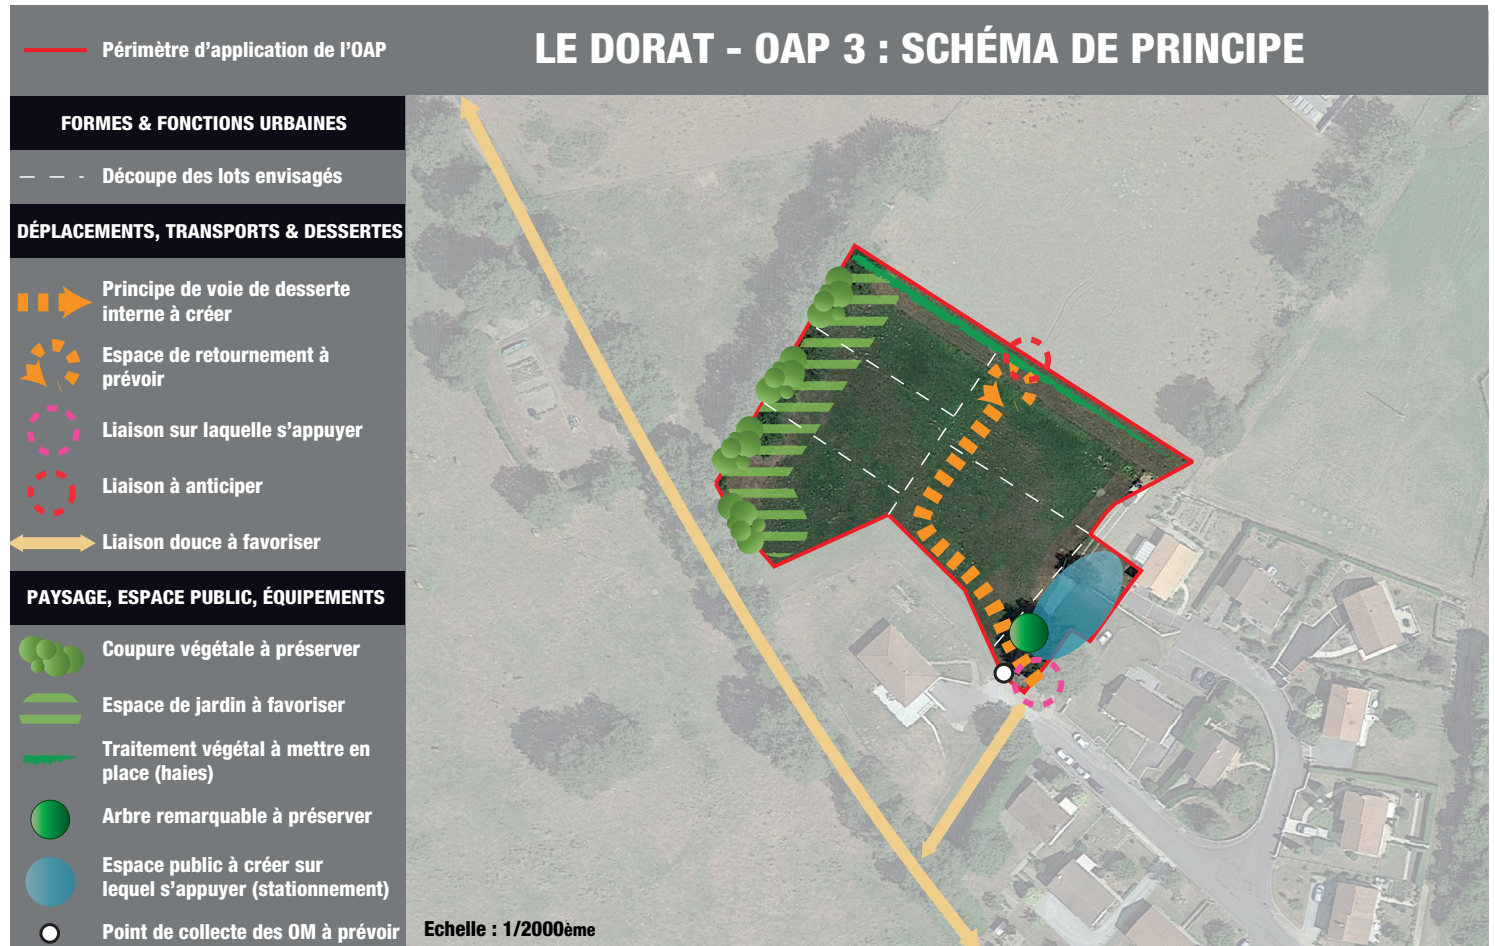 Périmètre d'application de l'OAP
LE DORAT - OAP 3 : SCHÉMA DE PRINCIPE
FORMES & FONCTIONS URBAINES
Découpe des lots envisagés
DÉPLACEMENTS, TRANSPORTS & DESSERTES
Principe de voie de desserte
interne à créer
Espace de retournement à
prévoir
Liaison sur laquelle s'appuyer
Liaison à anticiper
Liaison douce à favoriser
PAYSAGE, ESPACE PUBLIC, ÉQUIPEMENTS
Coupure végétale à préserver
Espace de jardin à favoriser
Traitement végétal à mettre en
place (haies)
Arbre remarquable à préserver
Espace public à créer sur
lequel s'appuyer (stationnement)
Point de collecte des OM à prévoir
Echelle : 1/2000ème